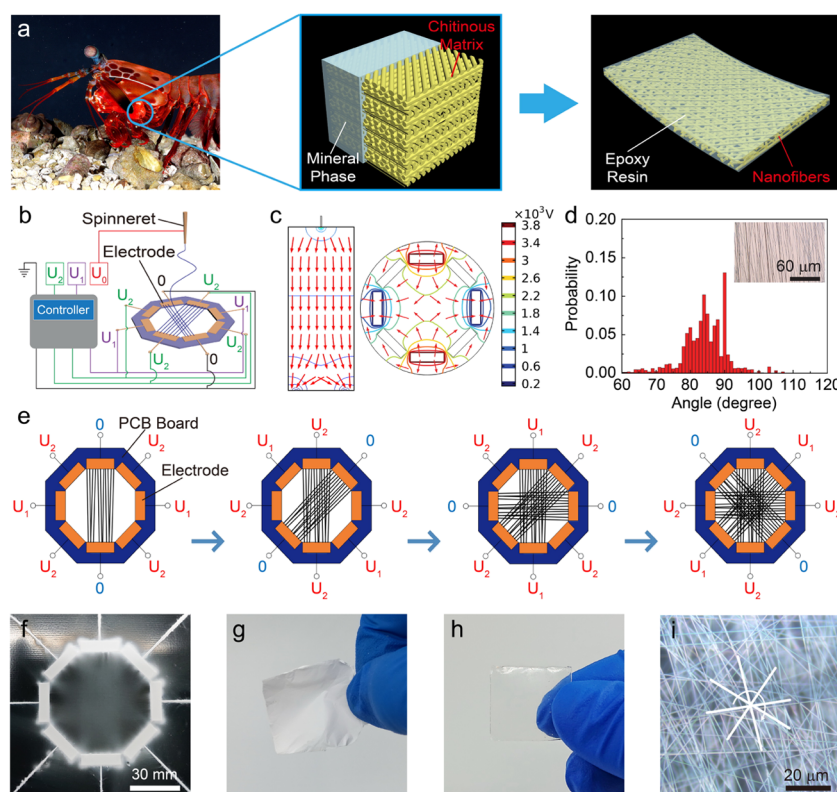 a
Chitinous
Matrix
Mineral
Phase
Epoxy
Resin
Nanofibers
b
Spinneret
Electrode
U₂ U₁ U₀
Controller
0
U₂
U₁
U₂
U₁
U₂
U₂
0
c
×10³V
3.8
3.4
3
2.6
2.2
1.8
1.4
1
0.6
0.2
d
Probability
0.20
0.15
0.10
0.05
0.00
60 70 80 90 100 110 120
Angle (degree)
60 μm
e
PCB Board
Electrode
0
U₂ U₂
U₁ U₁
U₂ U₂
0
U₂
U₁ 0
U₂ U₂
0 U₁
U₂
U₁
U₂ U₂
0 0
U₂ U₂
U₁
U₂
0 U₁
U₂ U₂
U₁ 0
U₂
f
30 mm
g
h
i
20 μm